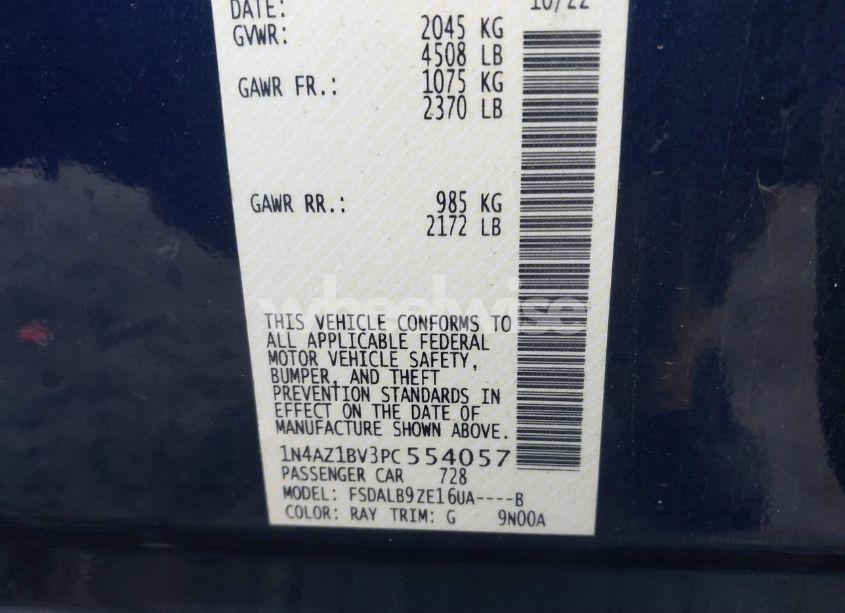 DATE: 10/22
GVWR: 2045 KG
4508 LB
GAWR FR.: 1075 KG
2370 LB
GAWR RR.: 985 KG
2172 LB
wheelwise
THIS VEHICLE CONFORMS TO
ALL APPLICABLE FEDERAL
MOTOR VEHICLE SAFETY,
BUMPER, AND THEFT
PREVENTION STANDARDS IN
EFFECT ON THE DATE OF
MANUFACTURE SHOWN ABOVE.
1N4AZ1BV3PC554057
PASSENGER CAR 728
MODEL: FSDALB9ZE16UA----B
COLOR: RAY TRIM: G 9N00A